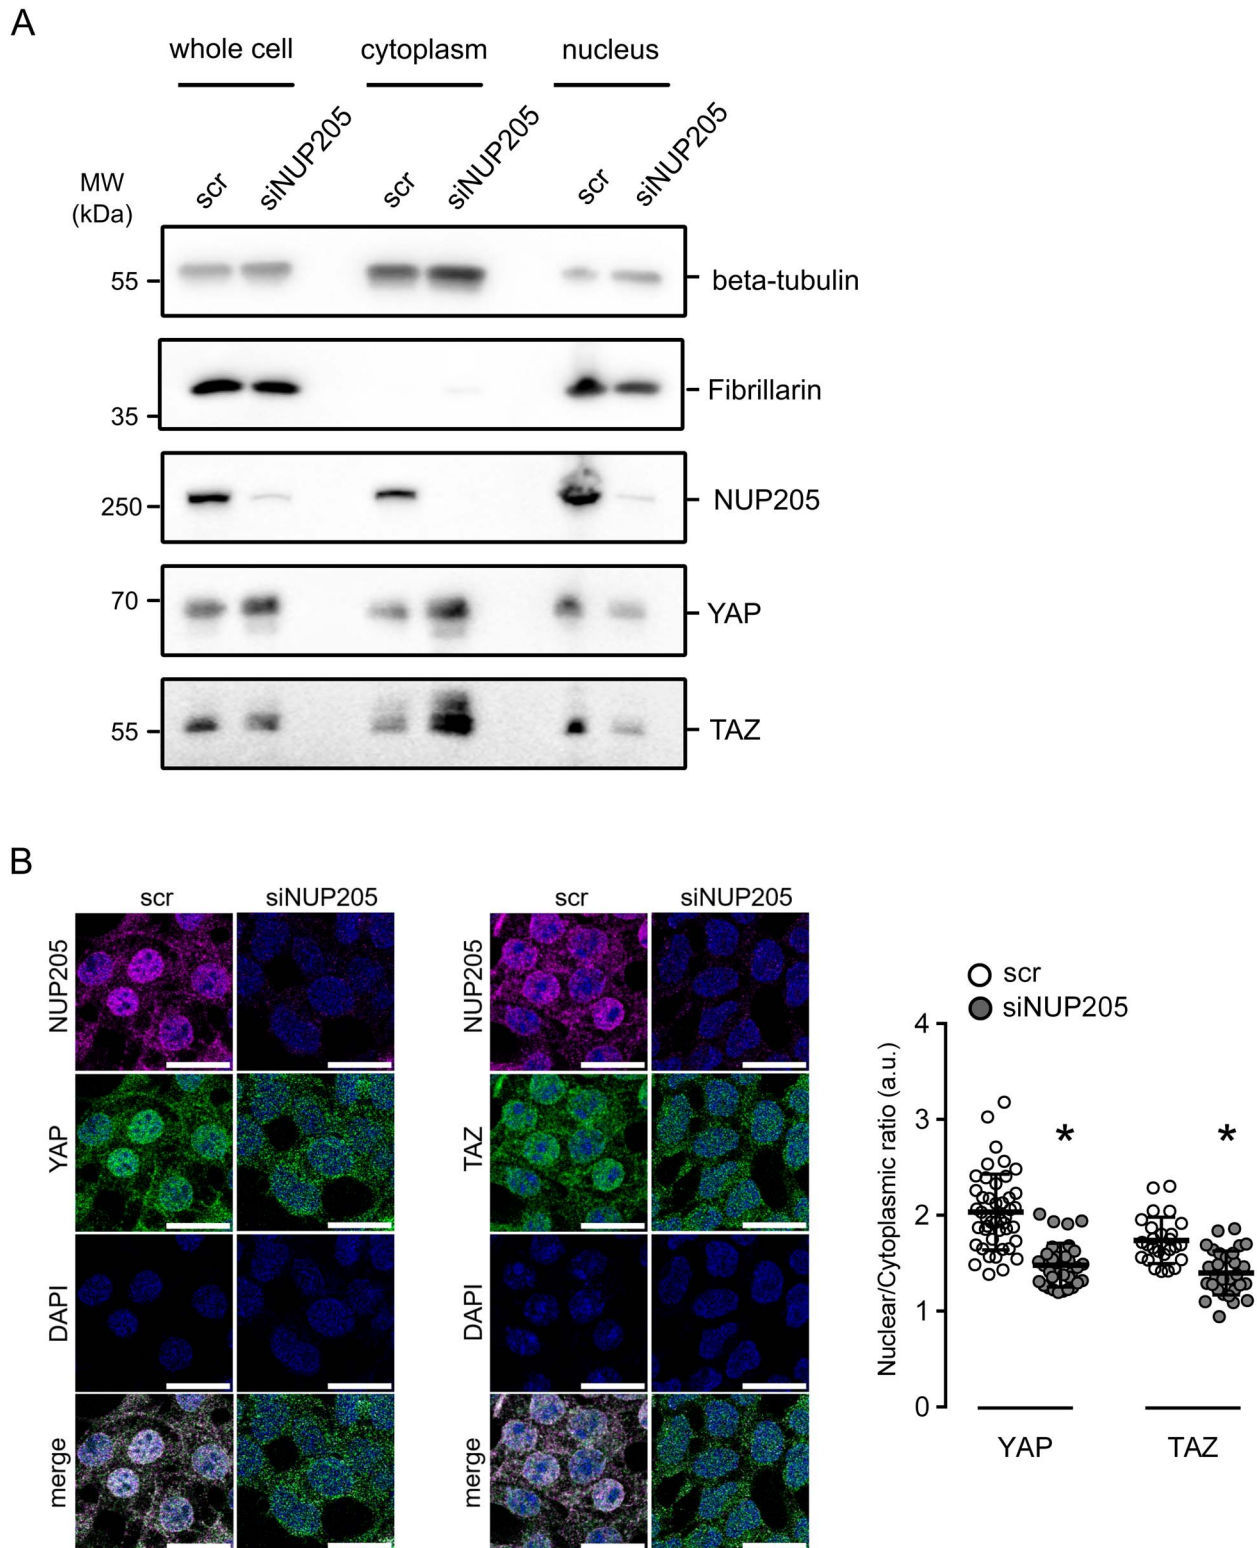 A
whole cell cytoplasm nucleus
scr siNUP205 scr siNUP205 scr siNUP205
MW
(kDa)
55 beta-tubulin
Fibrillarin
35
250 NUP205
70 YAP
55 TAZ
B
scr siNUP205 scr siNUP205
NUP205 NUP205
YAP TAZ
DAPI DAPI
merge merge
scr
siNUP205
Nuclear/Cytoplasmic ratio (a.u.)
4
3
* *
2
1
0
YAP TAZ